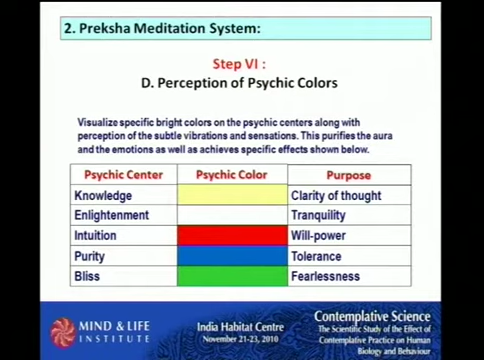 2. Preksha Meditation System:
Step VI :
D. Perception of Psychic Colors
Visualize specific bright colors on the psychic centers along with
perception of the subtle vibrations and sensations. This purifies the aura
and the emotions as well as achieves specific effects shown below.
Psychic Center Psychic Color Purpose
Knowledge Clarity of thought
Enlightenment Tranquility
Intuition Will-power
Purity Tolerance
Bliss Fearlessness
MIND & LIFE
INSTITUTE
India Habitat Centre
November 21-23, 2010
Contemplative Science
The Scientific Study of the Effect of
Contemplative Practice on Human
Biology and Behaviour